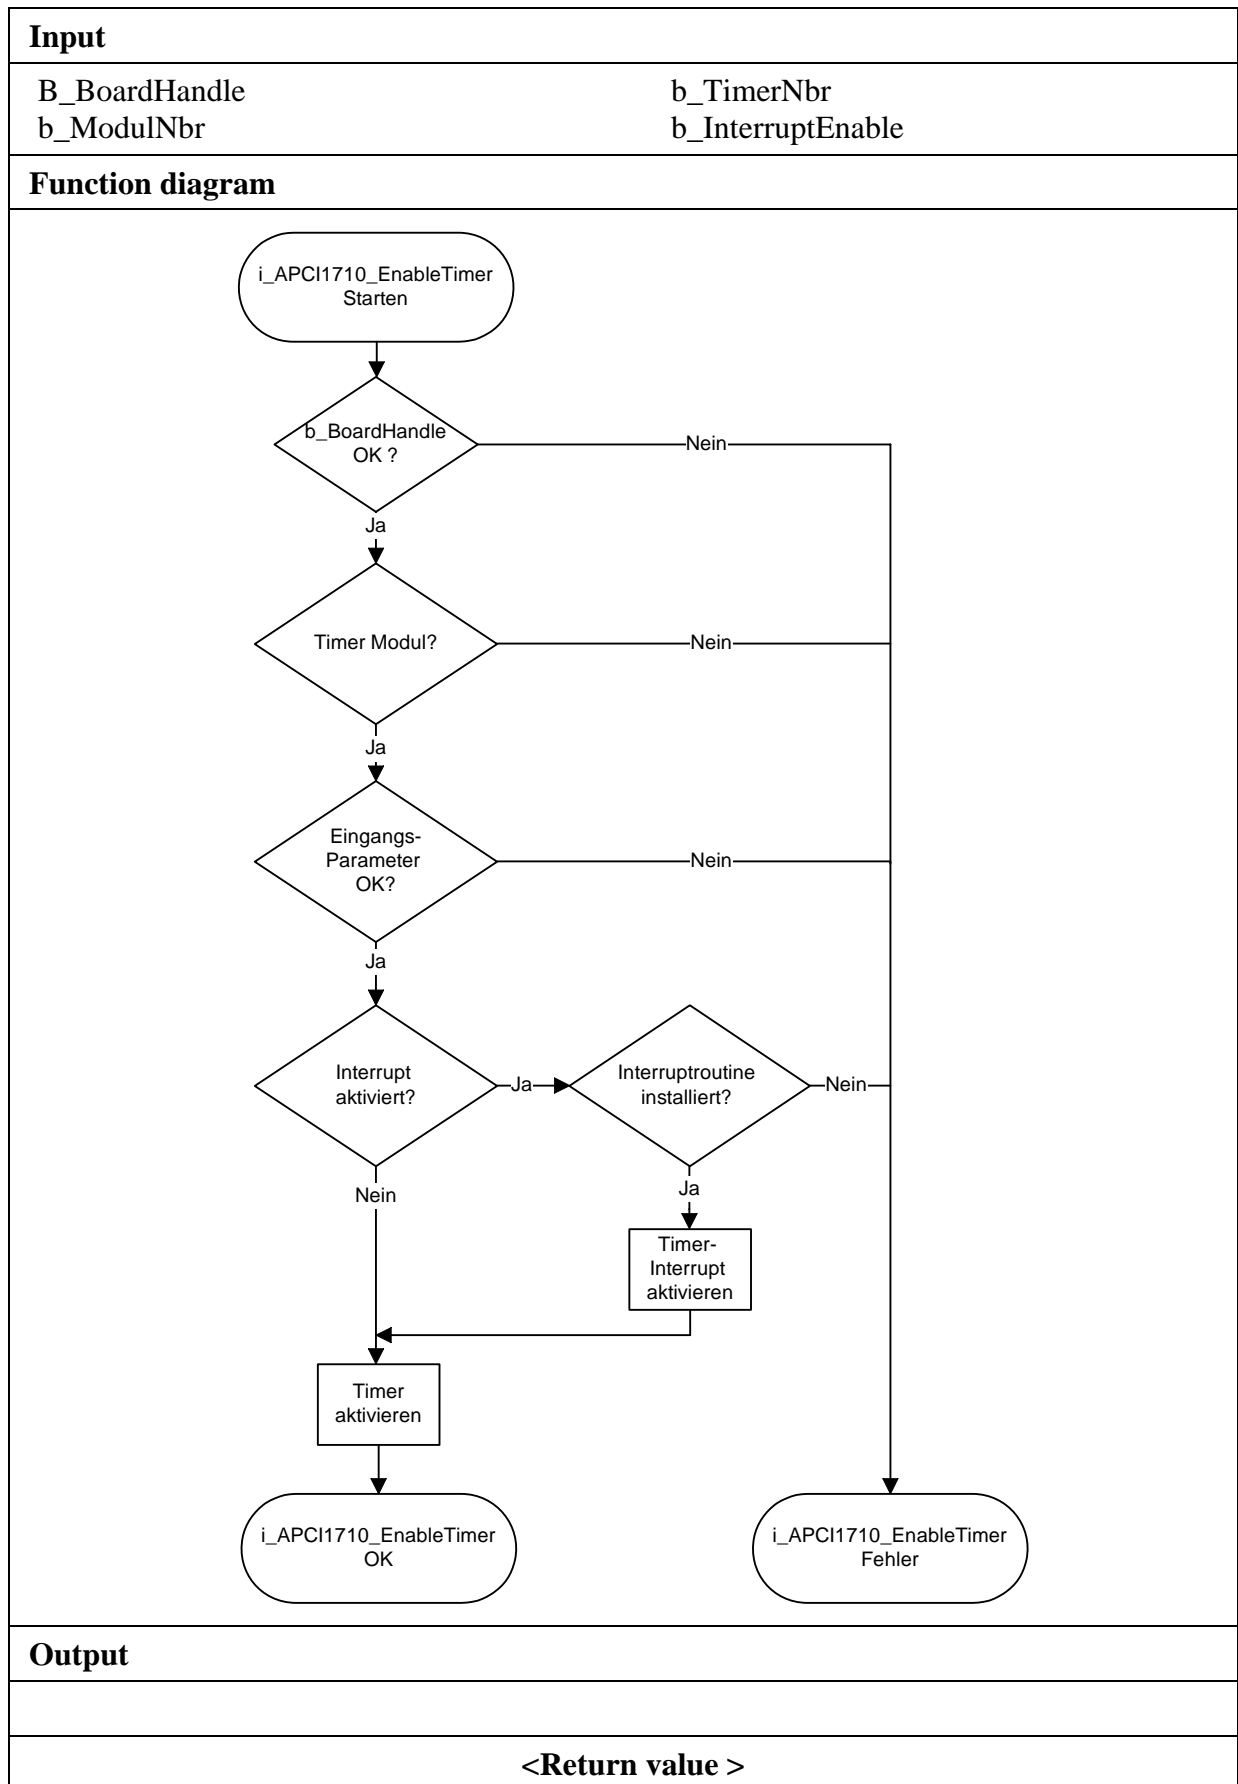 Input
B_BoardHandle b_TimerNbr
b_ModulNbr b_InterruptEnable
Function diagram
i_APCI1710_EnableTimer
Starten
b_BoardHandle
OK ?
Nein
Ja
Timer Modul?
Nein
Ja
Eingangs-
Parameter
OK?
Nein
Ja
Interrupt
aktiviert?
Ja
Interruptroutine
installiert?
Nein
Nein
Ja
Timer-
Interrupt
aktivieren
Timer
aktivieren
i_APCI1710_EnableTimer
OK
i_APCI1710_EnableTimer
Fehler
Output
<Return value >